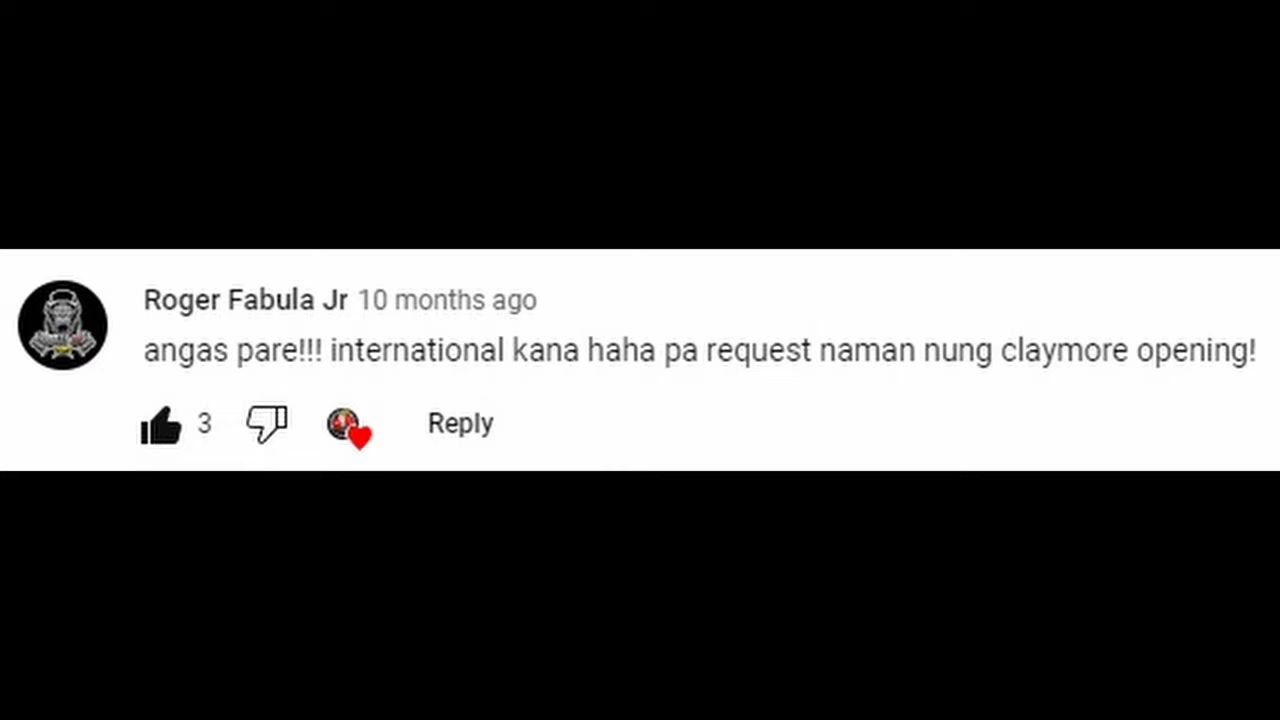 Roger Fabula Jr 10 months ago
angas pare!!! international kana haha pa request naman nung claymore opening!
3 Reply